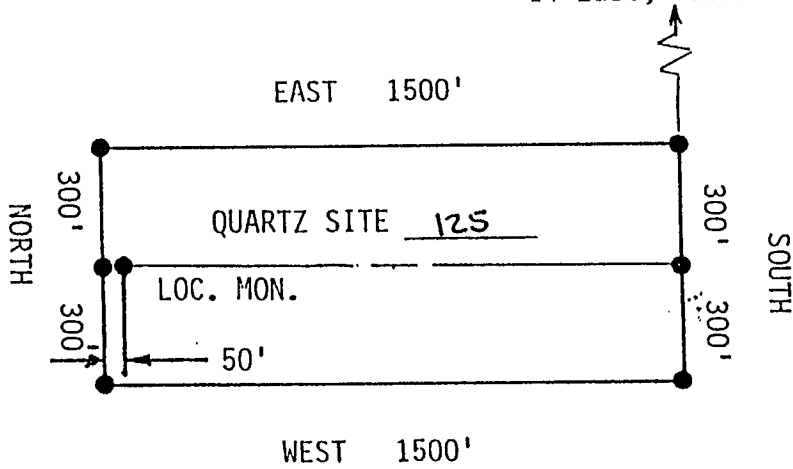 EAST 1500'
300'
300'
NORTH
QUARTZ SITE 125
SOUTH
LOC. MON.
300'
300'
50'
WEST 1500'